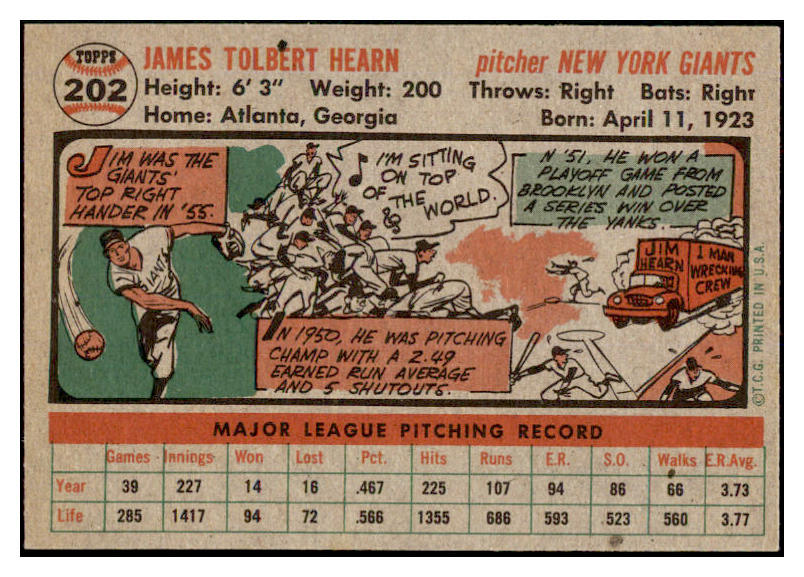 TOPPS
202
JAMES TOLBERT HEARN
pitcher NEW YORK GIANTS
Height: 6' 3" Weight: 200 Throws: Right Bats: Right
Home: Atlanta, Georgia Born: April 11, 1923
JIM WAS THE
GIANTS'
TOP RIGHT
HANDER IN '55.
GIANTS
I'M SITTING
ON TOP
OF THE
WORLD.
IN 1950, HE WAS PITCHING
CHAMP WITH A 2.49
EARNED RUN AVERAGE
AND 5 SHUTOUTS.
N '51, HE WON A
PLAYOFF GAME FROM
BROOKLYN AND POSTED
A SERIES WIN OVER
THE YANKS.
JIM
HEARN
1 MAN
WRECKING
CREW
©T.C.G. PRINTED IN U.S.A.
MAJOR LEAGUE PITCHING RECORD
Games Innings Won Lost Pct. Hits Runs E.R. S.O. Walks E.R.Avg.
Year 39 227 14 16 .467 225 107 94 86 66 3.73
Life 285 1417 94 72 .566 1355 686 593 .523 560 3.77